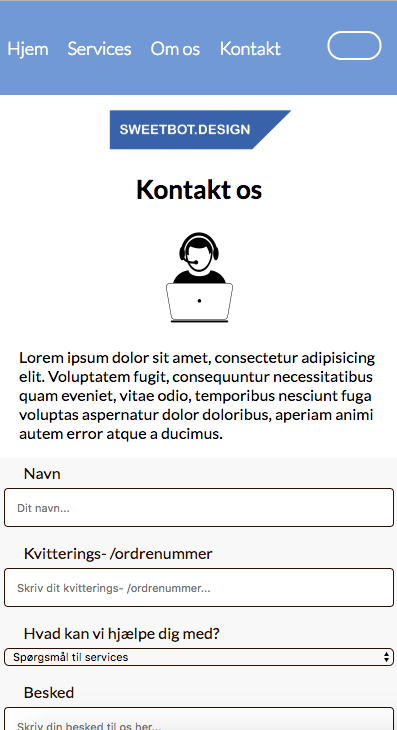 Hjem Services Om os Kontakt
SWEETBOT.DESIGN
Kontakt os
Lorem ipsum dolor sit amet, consectetur adipisicing
elit. Voluptatem fugit, consequuntur necessitatibus
quam eveniet, vitae odio, temporibus nesciunt fuga
voluptas aspernatur dolor doloribus, aperiam animi
autem error atque a ducimus.
Navn
Dit navn...
Kvitterings- /ordrenummer
Skriv dit kvitterings- /ordrenummer...
Hvad kan vi hjælpe dig med?
Spørgsmål til services
Besked
Skriv din besked til os her...